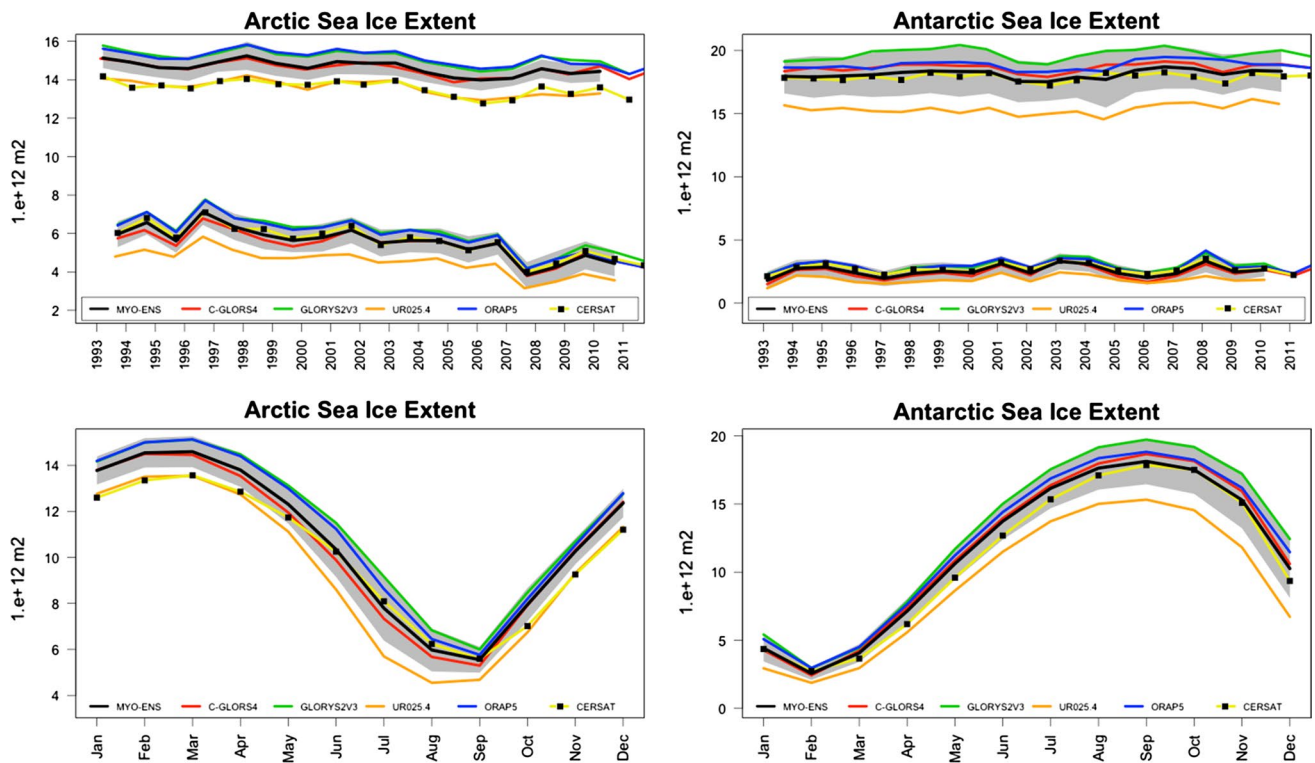 Arctic Sea Ice Extent
1.e+12 m2
16
14
12
10
8
6
4
2
MYO-ENS C-GLORS4 GLORYS2V3 UR025.4 ORAP5 CERSAT
1993 1994 1995 1996 1997 1998 1999 2000 2001 2002 2003 2004 2005 2006 2007 2008 2009 2010 2011
Antarctic Sea Ice Extent
1.e+12 m2
20
15
10
5
0
MYO-ENS C-GLORS4 GLORYS2V3 UR025.4 ORAP5 CERSAT
1993 1994 1995 1996 1997 1998 1999 2000 2001 2002 2003 2004 2005 2006 2007 2008 2009 2010 2011
Arctic Sea Ice Extent
1.e+12 m2
14
12
10
8
6
4
MYO-ENS C-GLORS4 GLORYS2V3 UR025.4 ORAP5 CERSAT
Jan Feb Mar Apr May Jun Jul Aug Sep Oct Nov Dec
Antarctic Sea Ice Extent
1.e+12 m2
20
15
10
5
0
MYO-ENS C-GLORS4 GLORYS2V3 UR025.4 ORAP5 CERSAT
Jan Feb Mar Apr May Jun Jul Aug Sep Oct Nov Dec